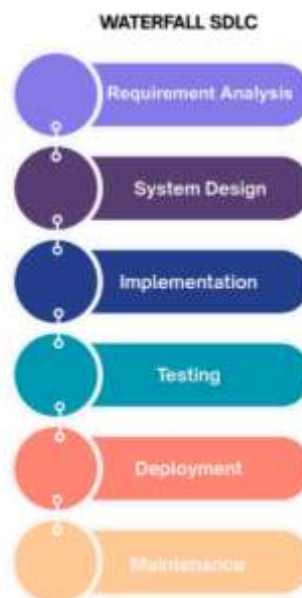 WATERFALL SDLC
Requirement Analysis
System Design
Implementation
Testing
Deployment
Maintenance